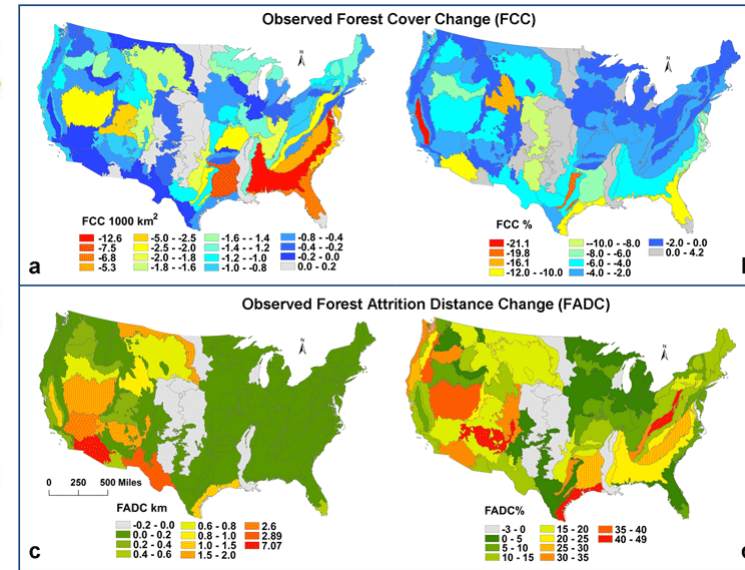 Observed Forest Cover Change (FCC)
N
N
FCC 1000 km²
-12.6
-7.5
-6.8
-5.3
-5.0 - -2.5
-2.5 - -2.0
-2.0 - -1.8
-1.8 - -1.6
-1.6 - -1.4
-1.4 - -1.2
-1.2 - -1.0
-1.0 - -0.8
-0.8 - -0.4
-0.4 - -0.2
-0.2 - 0.0
0.0 - 0.2
a
FCC %
-21.1
-19.8
-16.1
-12.0 - -10.0
--10.0 - -8.0
-8.0 - -6.0
-6.0 - -4.0
-4.0 - -2.0
-2.0 - 0.0
0.0 - 4.2
Observed Forest Attrition Distance Change (FADC)
N
N
0 250 500 Miles
FADC km
-0.2 - 0.0
0.0 - 0.2
0.2 - 0.4
0.4 - 0.6
0.6 - 0.8
0.8 - 1.0
1.0 - 1.5
1.5 - 2.0
2.6
2.89
7.07
c
FADC%
-3 - 0
0 - 5
5 - 10
10 - 15
15 - 20
20 - 25
25 - 30
30 - 35
35 - 40
40 - 49